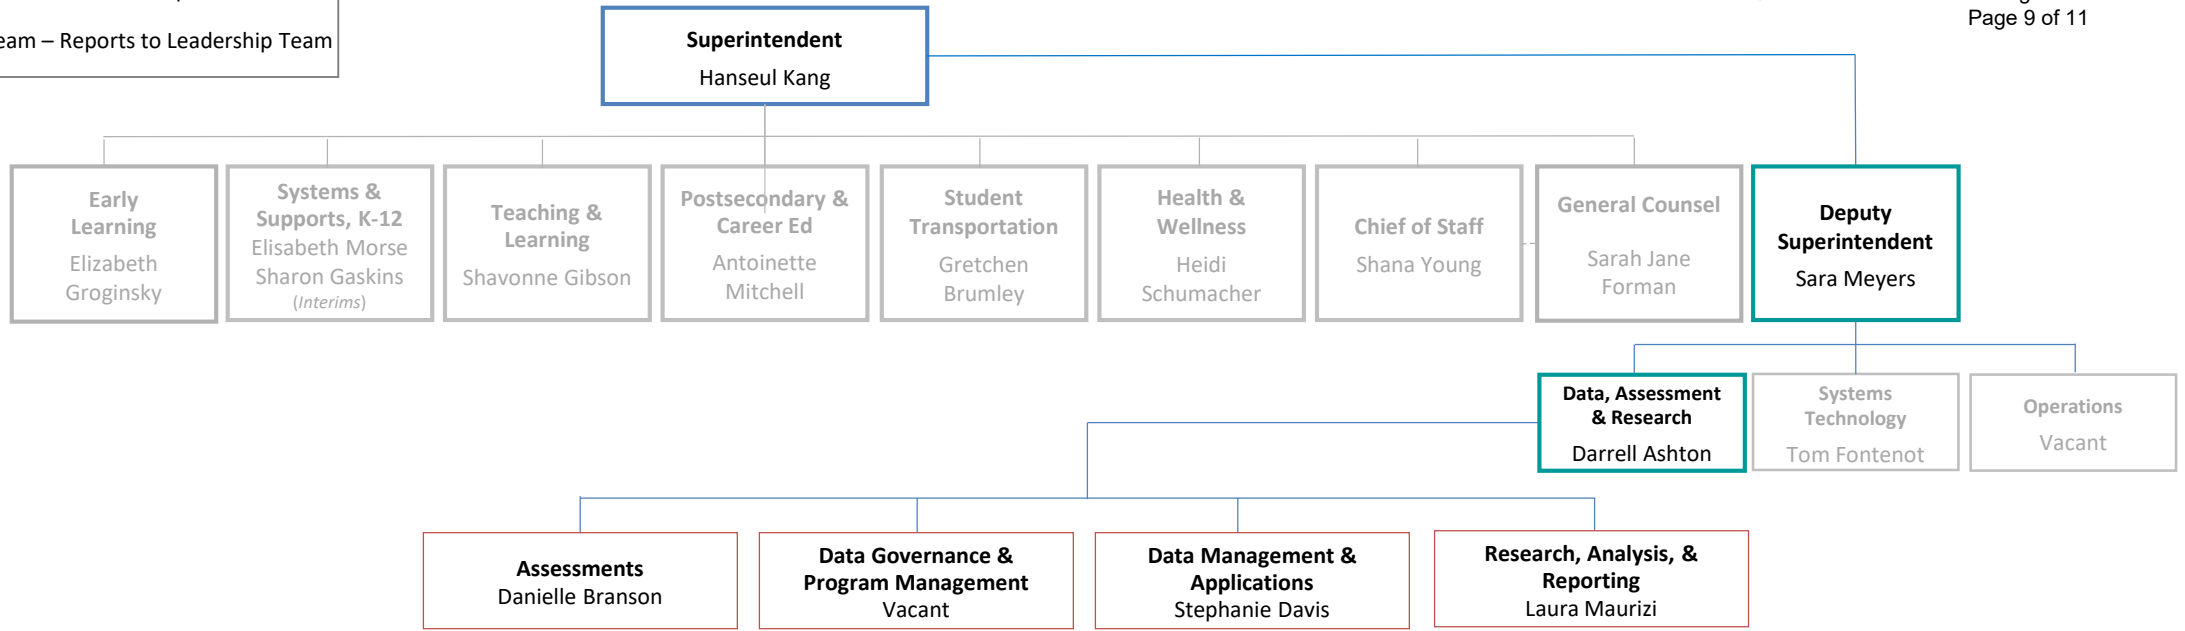 Page 9 of 11
eam – Reports to Leadership Team
Superintendent
Hanseul Kang
Early
Learning
Elizabeth
Groginsky
Systems &
Supports, K-12
Elisabeth Morse
Sharon Gaskins
(Interims)
Teaching &
Learning
Shavonne Gibson
Postsecondary &
Career Ed
Antoinette
Mitchell
Student
Transportation
Gretchen
Brumley
Health &
Wellness
Heidi
Schumacher
Chief of Staff
Shana Young
General Counsel
Sarah Jane
Forman
Deputy
Superintendent
Sara Meyers
Data, Assessment
& Research
Darrell Ashton
Systems
Technology
Tom Fontenot
Operations
Vacant
Assessments
Danielle Branson
Data Governance &
Program Management
Vacant
Data Management &
Applications
Stephanie Davis
Research, Analysis, &
Reporting
Laura Maurizi